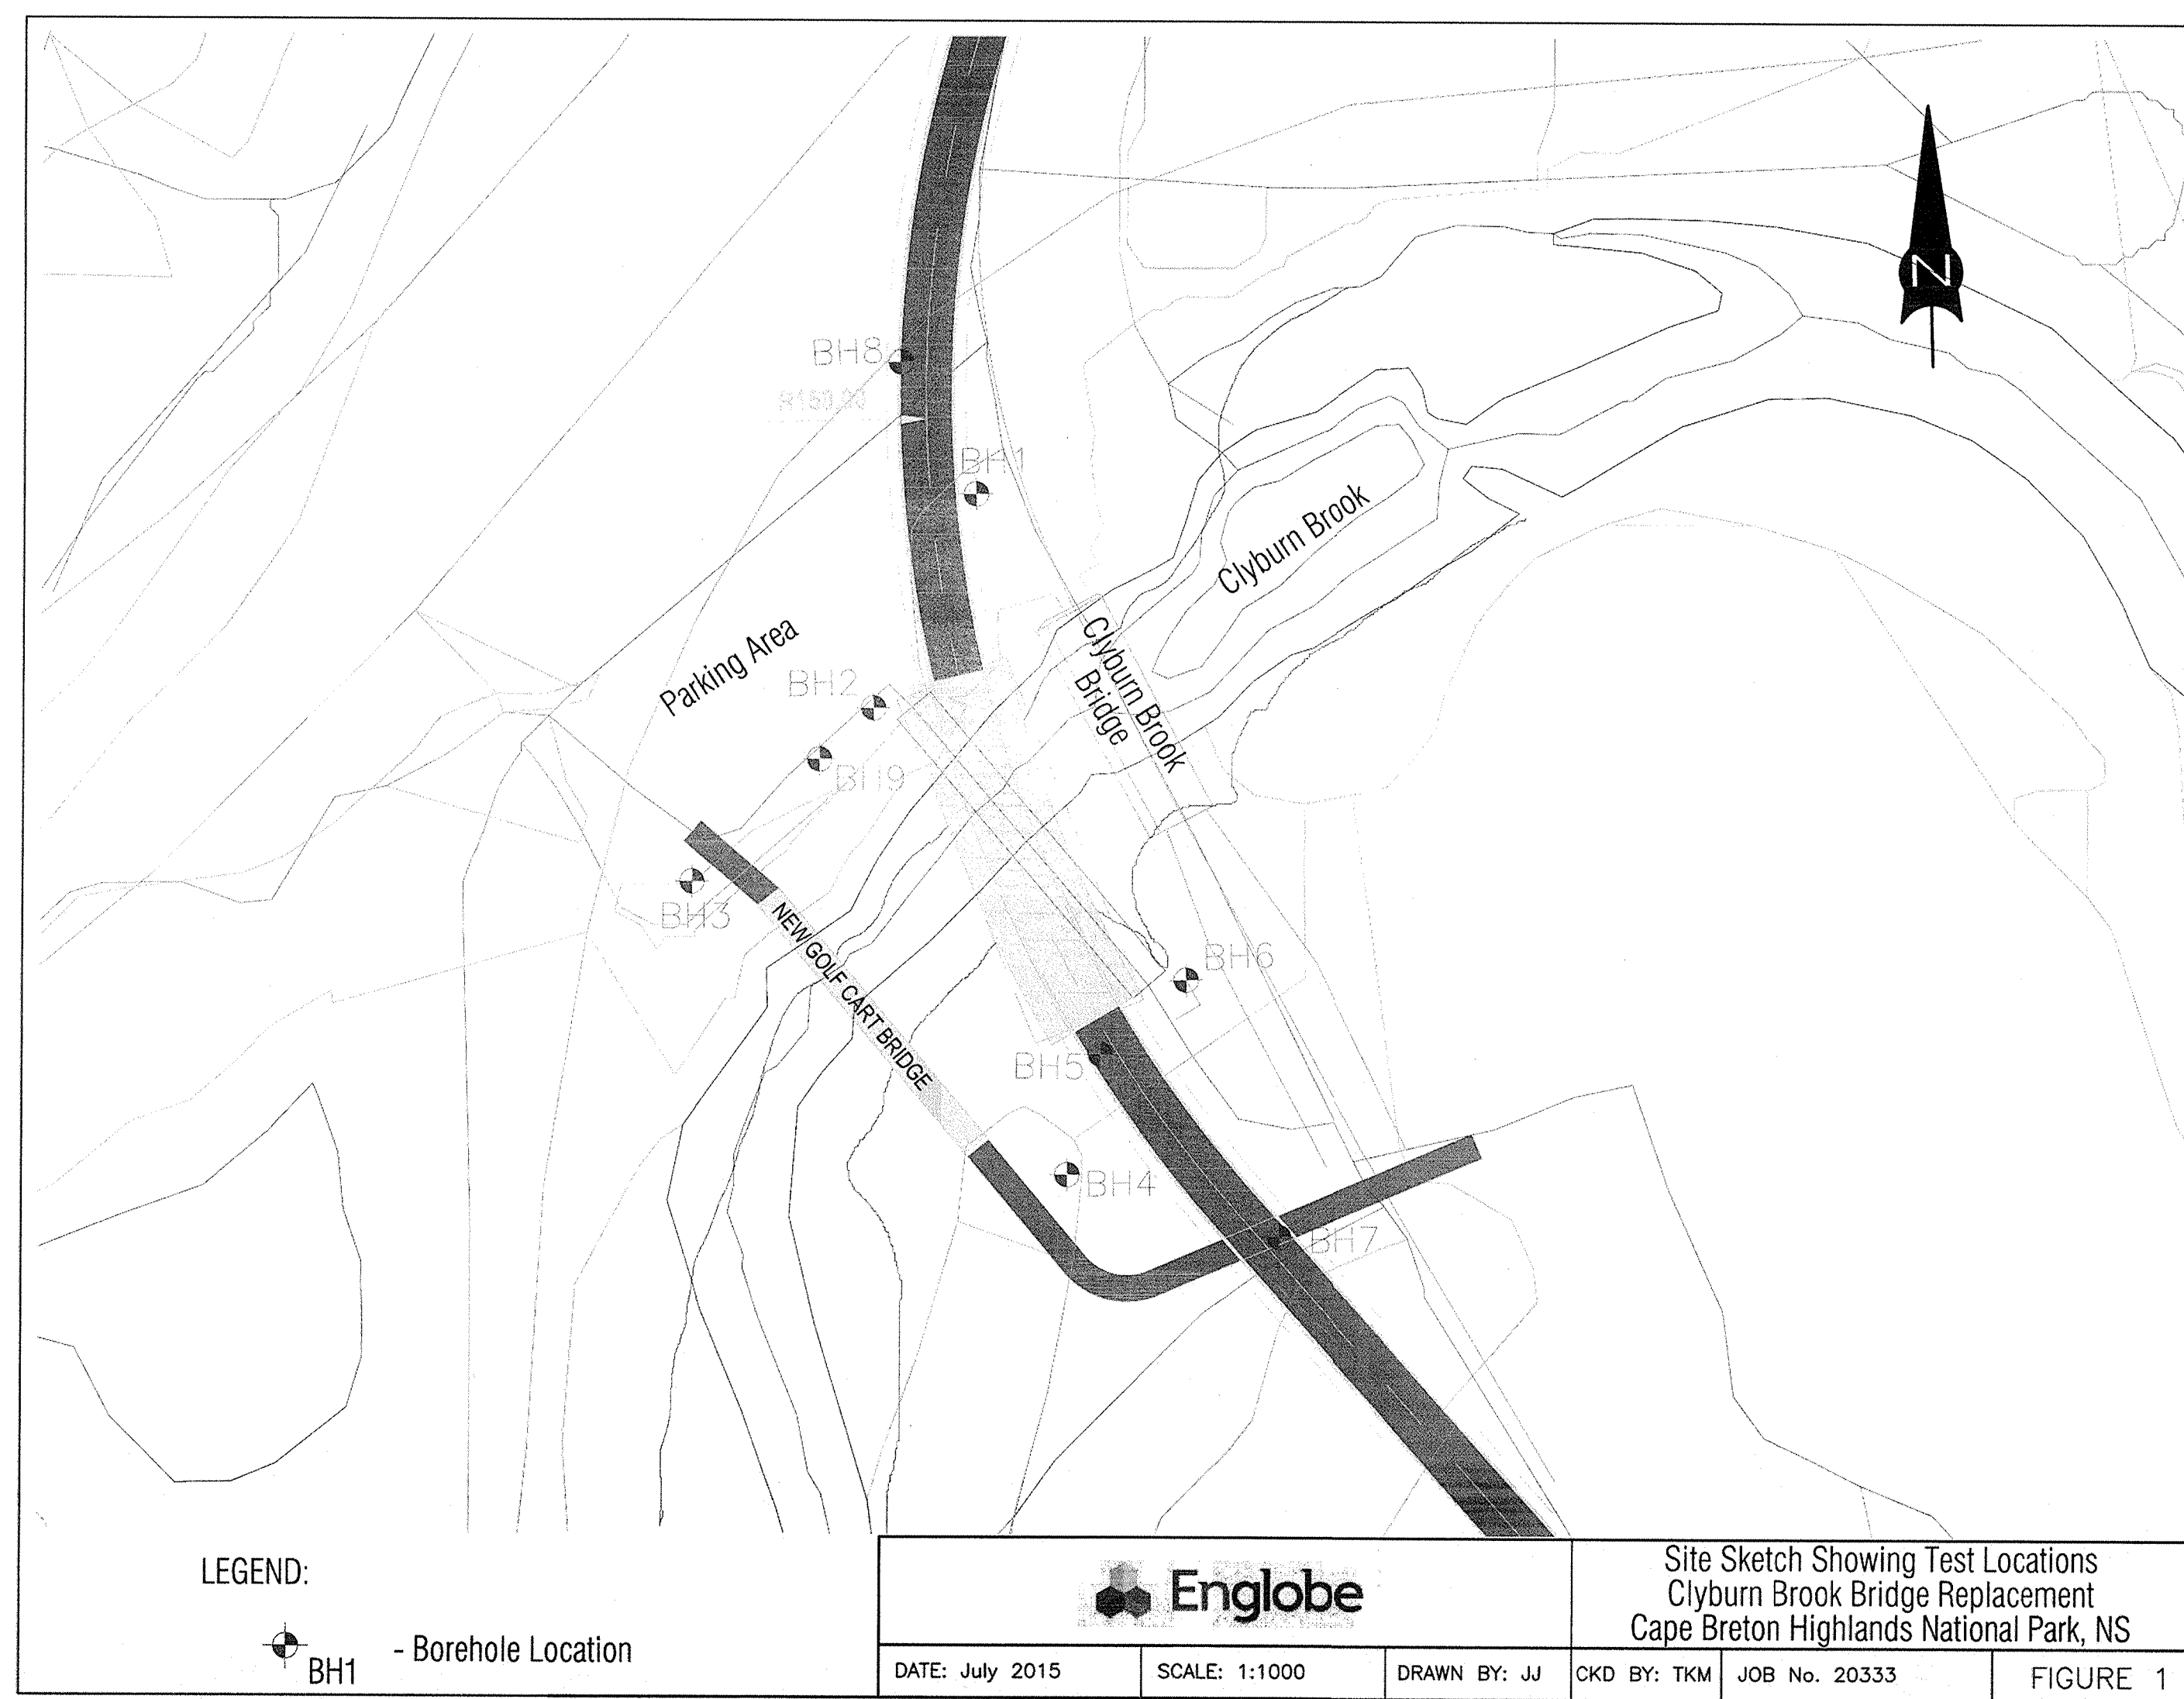 N
BH8
R150.00
BH1
Clyburn Brook
Clyburn Brook
Bridge
Parking Area
BH2
BH9
BH3
NEW GOLF CART BRIDGE
BH6
BH5
BH4
BH7
LEGEND:
BH1
- Borehole Location
Englobe
Site Sketch Showing Test Locations
Clyburn Brook Bridge Replacement
Cape Breton Highlands National Park, NS
DATE: July 2015
SCALE: 1:1000
DRAWN BY: JJ
CKD BY: TKM
JOB No. 20333
FIGURE 1